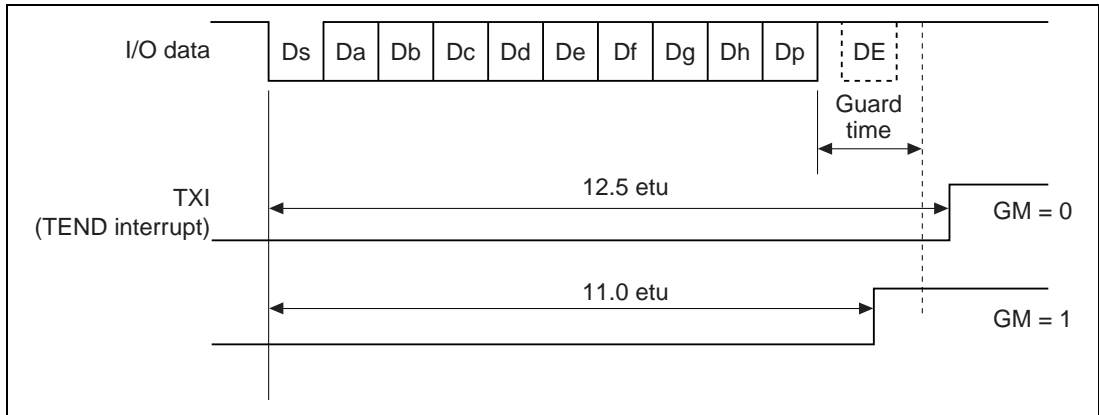 I/O data
Ds Da Db Dc Dd De Df Dg Dh Dp DE
Guard
time
TXI
(TEND interrupt)
12.5 etu
GM = 0
11.0 etu
GM = 1